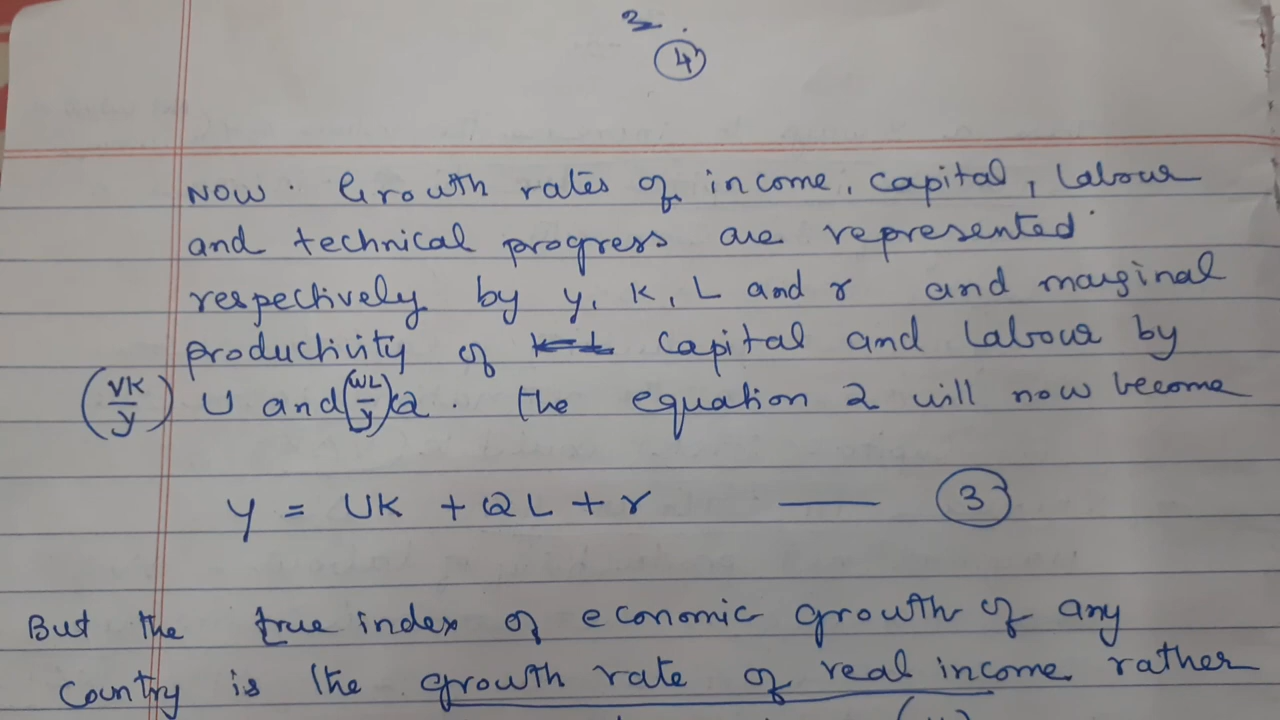 3
4
NOW. Growth rates of income, capital, Labour
and technical progress are represented
respectively by y, K, L and r and marginal
productivity of capital and Labour by
(VK/y) U and (WL/y) Q. the equation 2 will now become
y = UK + QL + r —— 3
But the true index of economic growth of any
Country is the growth rate of real income rather